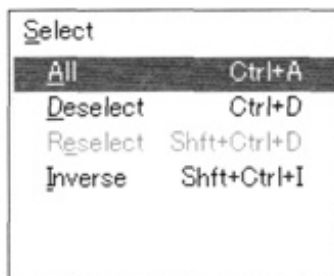 Select
All Ctrl+A
Deselect Ctrl+D
Reselect Shft+Ctrl+D
Inverse Shft+Ctrl+I